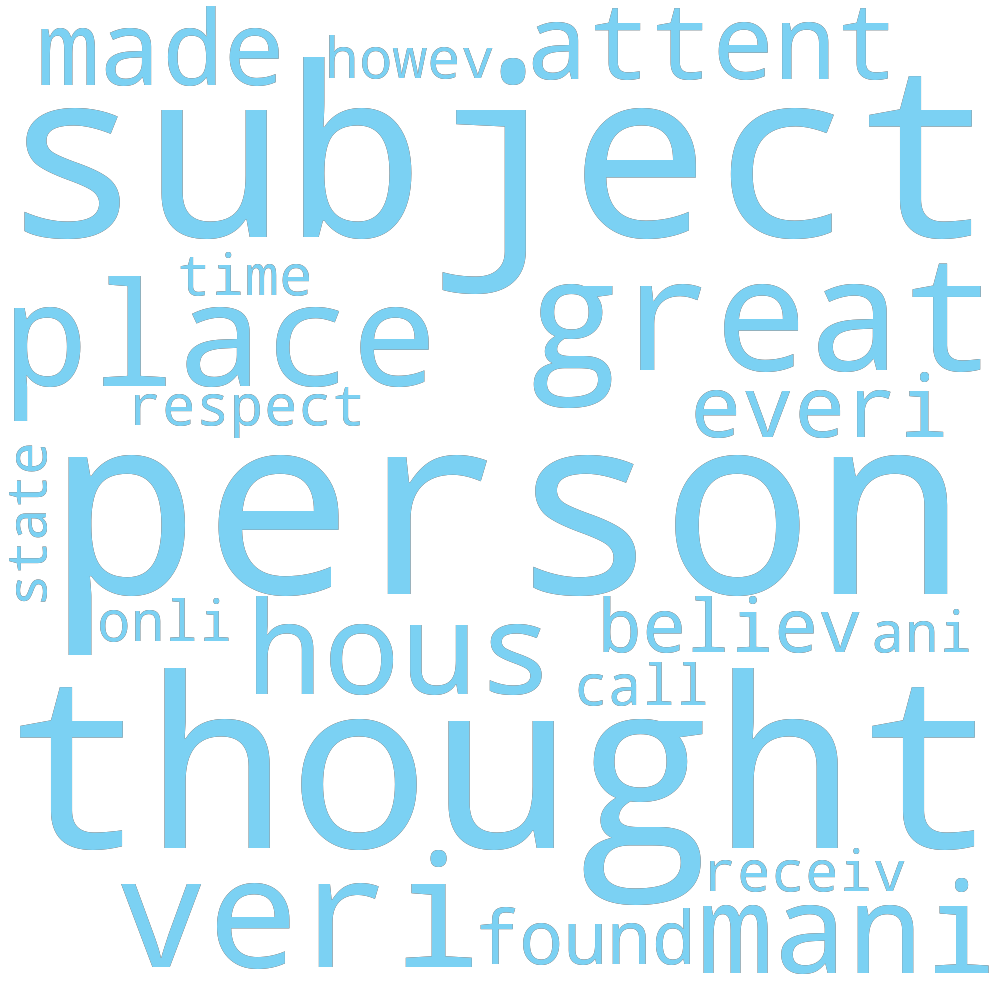 made howev attent
subject
time
place great
respect everi
state
person
onli hous believ ani
call
thought
receiv
veri found mani